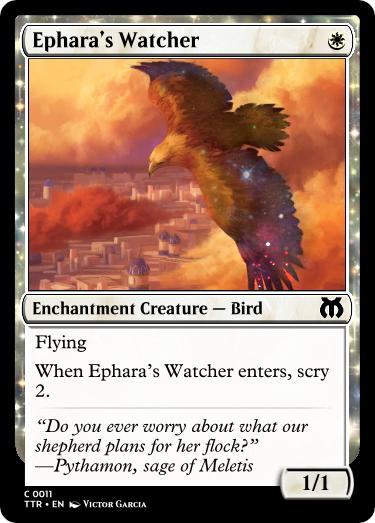 Ephara's Watcher
Enchantment Creature — Bird
Flying
When Ephara's Watcher enters, scry
2.
“Do you ever worry about what our
shepherd plans for her flock?”
—Pythamon, sage of Meletis
1/1
C 0011
TTR • EN Victor Garcia